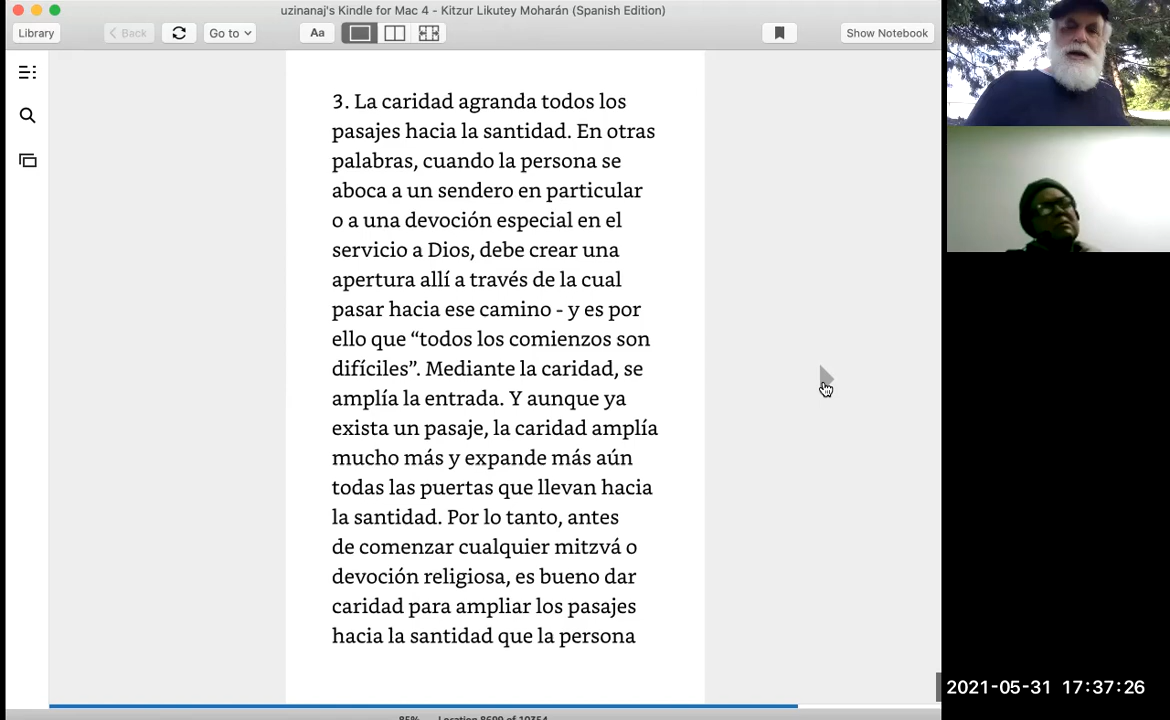 uzinanaj's Kindle for Mac 4 - Kitzur Likutey Moharán (Spanish Edition)
Library
Back
Go to
Aa
Show Notebook
3. La caridad agranda todos los
pasajes hacia la santidad. En otras
palabras, cuando la persona se
aboca a un sendero en particular
o a una devoción especial en el
servicio a Dios, debe crear una
apertura allí a través de la cual
pasar hacia ese camino - y es por
ello que “todos los comienzos son
difíciles”. Mediante la caridad, se
amplía la entrada. Y aunque ya
exista un pasaje, la caridad amplía
mucho más y expande más aún
todas las puertas que llevan hacia
la santidad. Por lo tanto, antes
de comenzar cualquier mitzvá o
devoción religiosa, es bueno dar
caridad para ampliar los pasajes
hacia la santidad que la persona
85% Location 8699 of 10354
2021-05-31 17:37:26